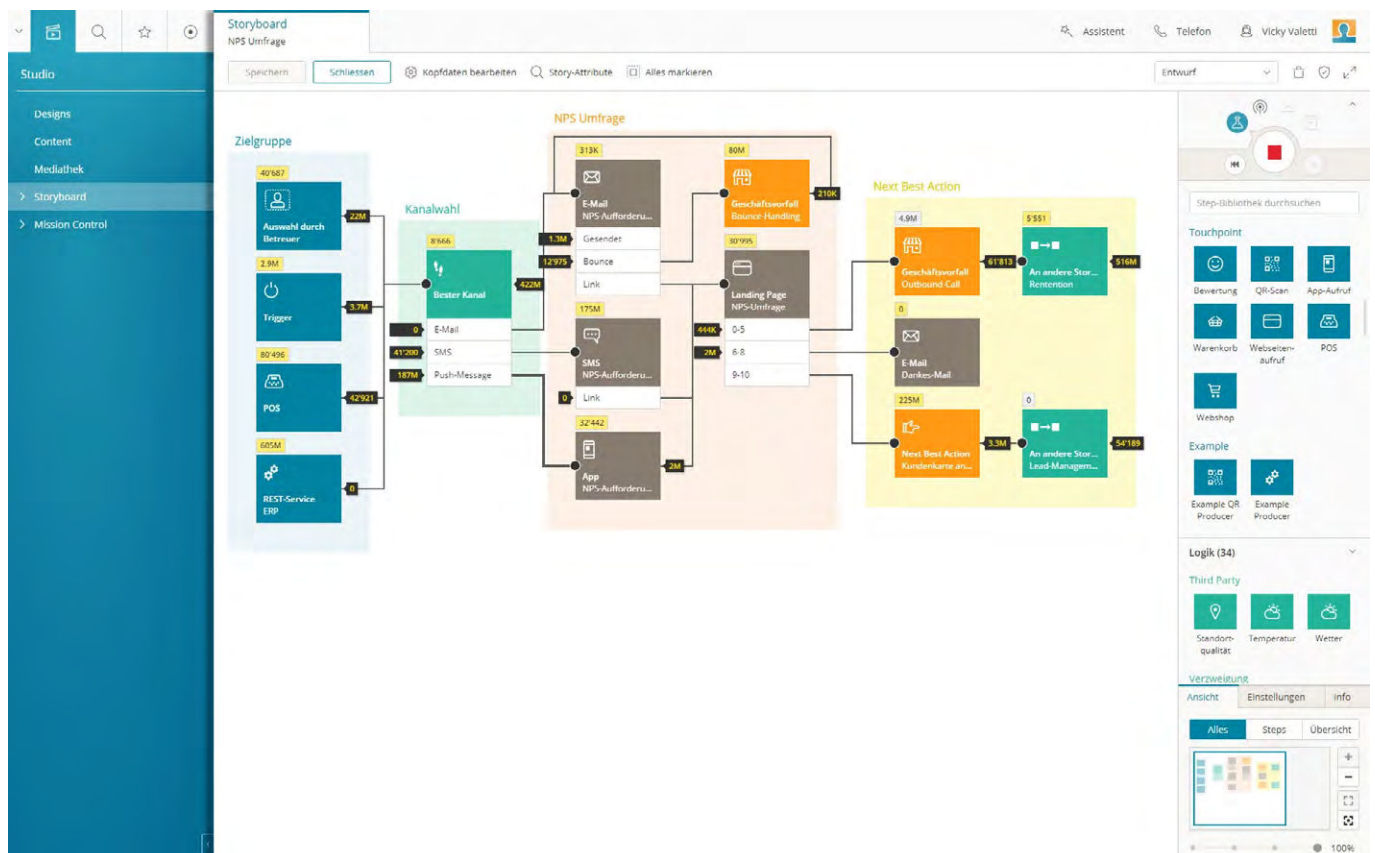 Storyboard
NPS Umfrage
Assistent
Telefon
Vicky Valetti
Studio
Speichern
Schliessen
Kopfdaten bearbeiten
Story-Attribute
Alles markieren
Entwurf
Designs
Content
Mediathek
Storyboard
Mission Control
Zielgruppe
40'687
Auswahl durch
Betreuer
22M
2.9M
Trigger
3.7M
80'496
POS
42'921
605M
REST-Service
ERP
0
Kanalwahl
8'666
Bester Kanal
422M
0
E-Mail
41'200
SMS
187M
Push-Message
NPS Umfrage
313K
E-Mail
NPS-Aufforderu...
1.3M
Gesendet
12'975
Bounce
Link
175M
SMS
NPS-Aufforderu...
0
Link
32'442
App
NPS-Aufforderu...
2M
80M
Geschäftsvorfall
Bounce-Handling
210K
30'995
Landing Page
NPS-Umfrage
444K
0-5
2M
6-8
9-10
Next Best Action
4.9M
Geschäftsvorfall
Outbound Call
61'813
5'551
An andere Stor...
Rentention
516M
0
E-Mail
Dankes-Mail
225M
Next Best Action
Kundenkarte an...
3.3M
0
An andere Stor...
Lead-Managem...
54'189
Step-Bibliothek durchsuchen
Touchpoint
Bewertung
QR-Scan
App-Aufruf
Warenkorb
Webseiten-
aufruf
POS
Webshop
Example
Example QR
Producer
Example
Producer
Logik (34)
Third Party
Standort-
qualität
Temperatur
Wetter
Verzweigung
Ansicht
Einstellungen
Info
Alles
Steps
Übersicht
100%